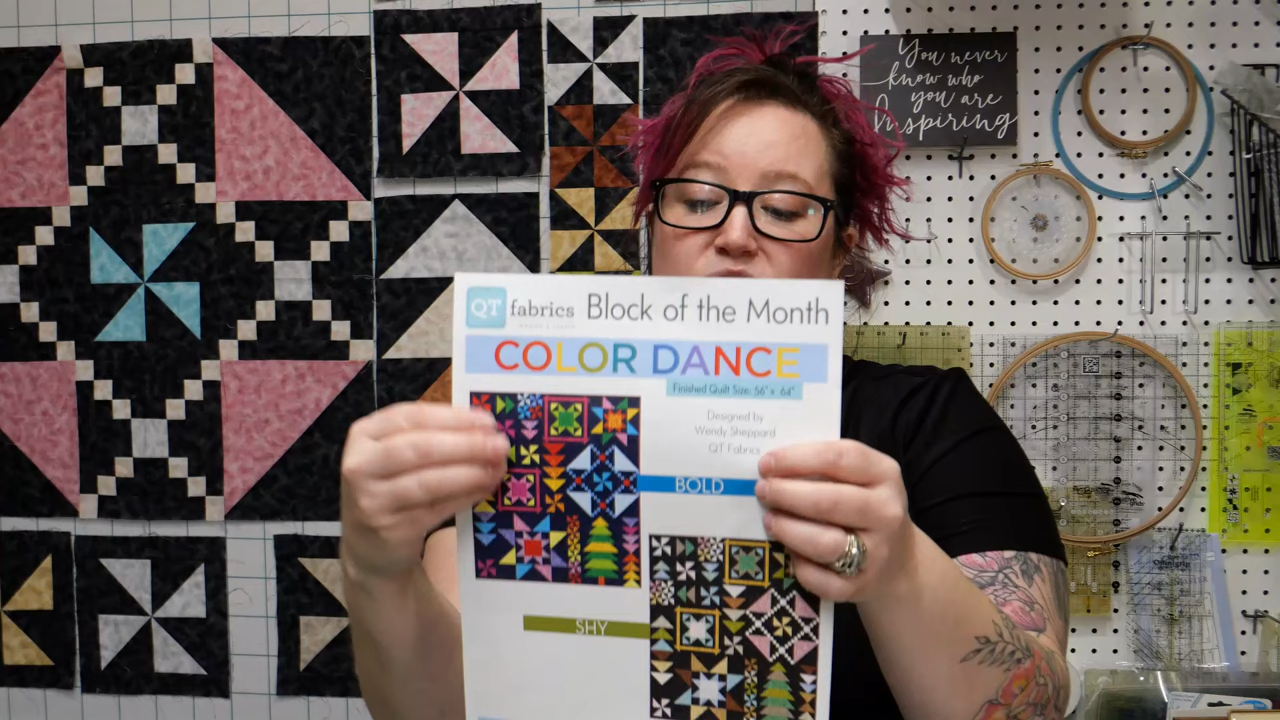 You never
know who
you are
Inspiring
QT fabrics Block of the Month
COLOR DANCE
Finished Quilt Size: 56" x 64"
Designed by
Wendy Sheppard
QT Fabrics
BOLD
SHY
Omnigrip